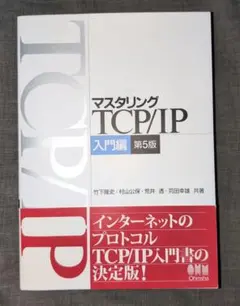 TCP/IP
マスタリング
TCP/IP
入門編 第5版
竹下隆史・村山公保・荒井 透・苅田幸雄 共著
インターネットの
プロトコル
TCP/IP入門書の
決定版!
Ohmsha